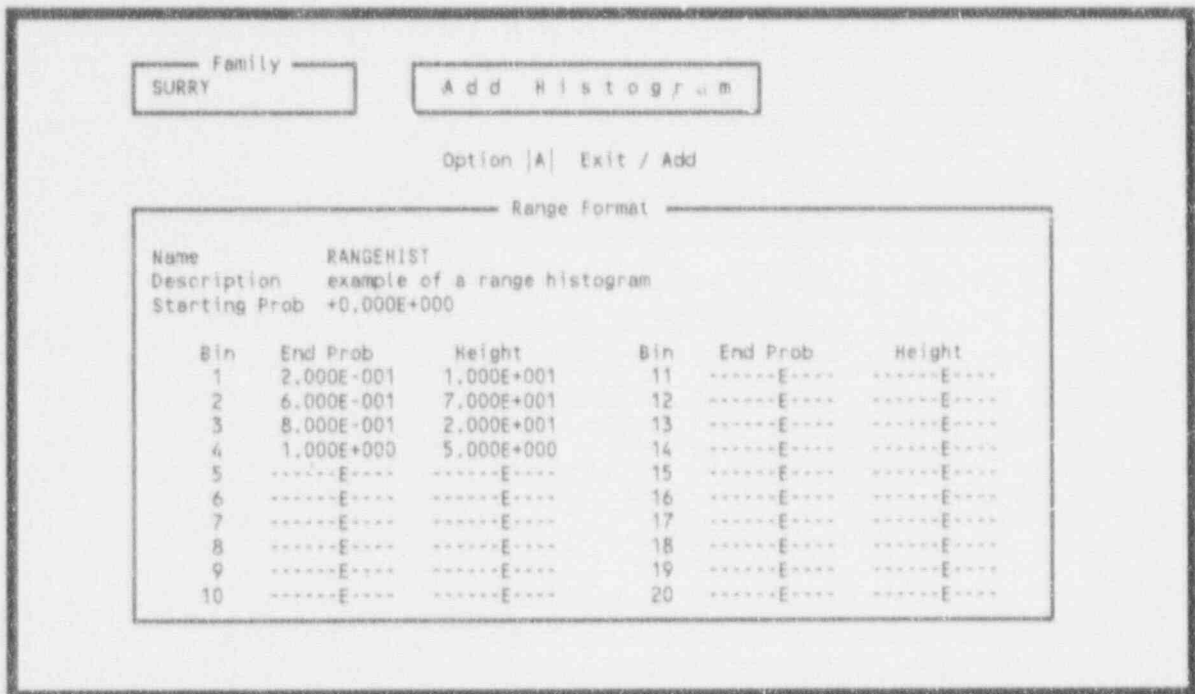 Family
SURRY
Add Histogram
Option |A| Exit / Add
Range Format
Name RANGEHIST
Description example of a range histogram
Starting Prob +0.000E+000
Bin End Prob Height Bin End Prob Height
1 2.000E-001 1.000E+001 11 ------E---- ------E----
2 6.000E-001 7.000E+001 12 ------E---- ------E----
3 8.000E-001 2.000E+001 13 ------E---- ------E----
4 1.000E+000 5.000E+000 14 ------E---- ------E----
5 ------E---- ------E---- 15 ------E---- ------E----
6 ------E---- ------E---- 16 ------E---- ------E----
7 ------E---- ------E---- 17 ------E---- ------E----
8 ------E---- ------E---- 18 ------E---- ------E----
9 ------E---- ------E---- 19 ------E---- ------E----
10 ------E---- ------E---- 20 ------E---- ------E----